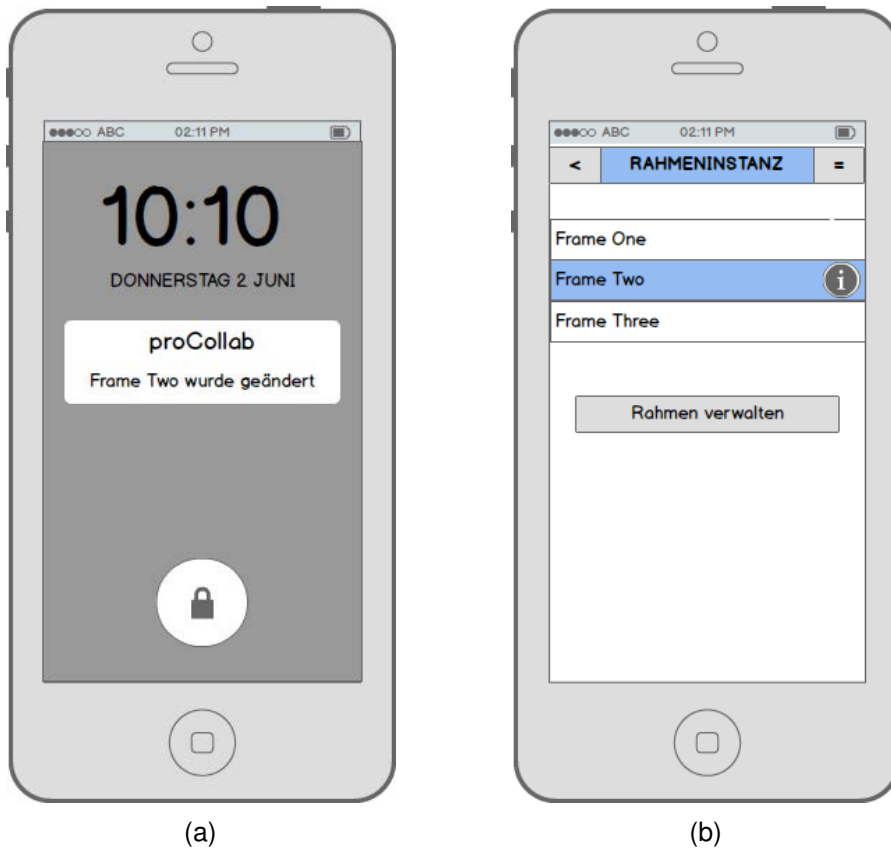 ABC 02:11 PM
10:10
DONNERSTAG 2 JUNI
proCollab
Frame Two wurde geändert
(a)
ABC 02:11 PM
< RAHMENINSTANZ =
Frame One
Frame Two i
Frame Three
Rahmen verwalten
(b)